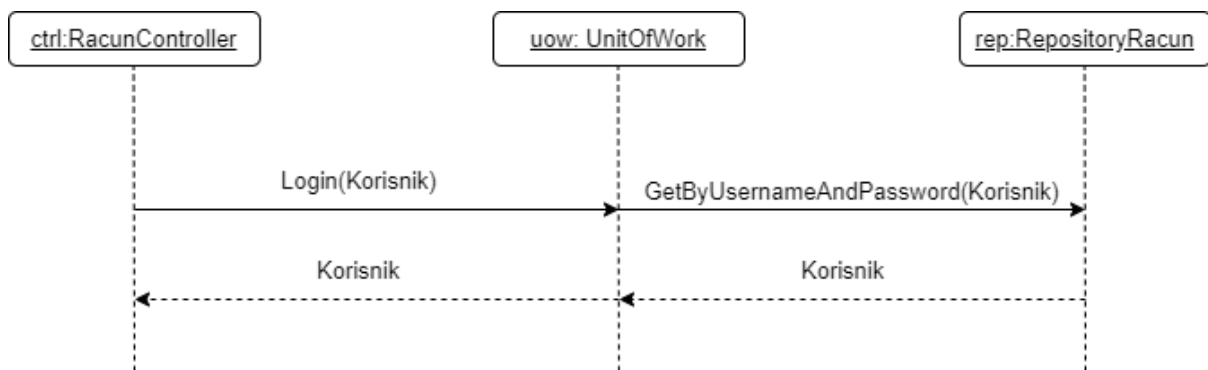 ctrl:RacunController
uow: UnitOfWork
rep:RepositoryRacun
Login(Korisnik)
GetByUsernameAndPassword(Korisnik)
Korisnik
Korisnik